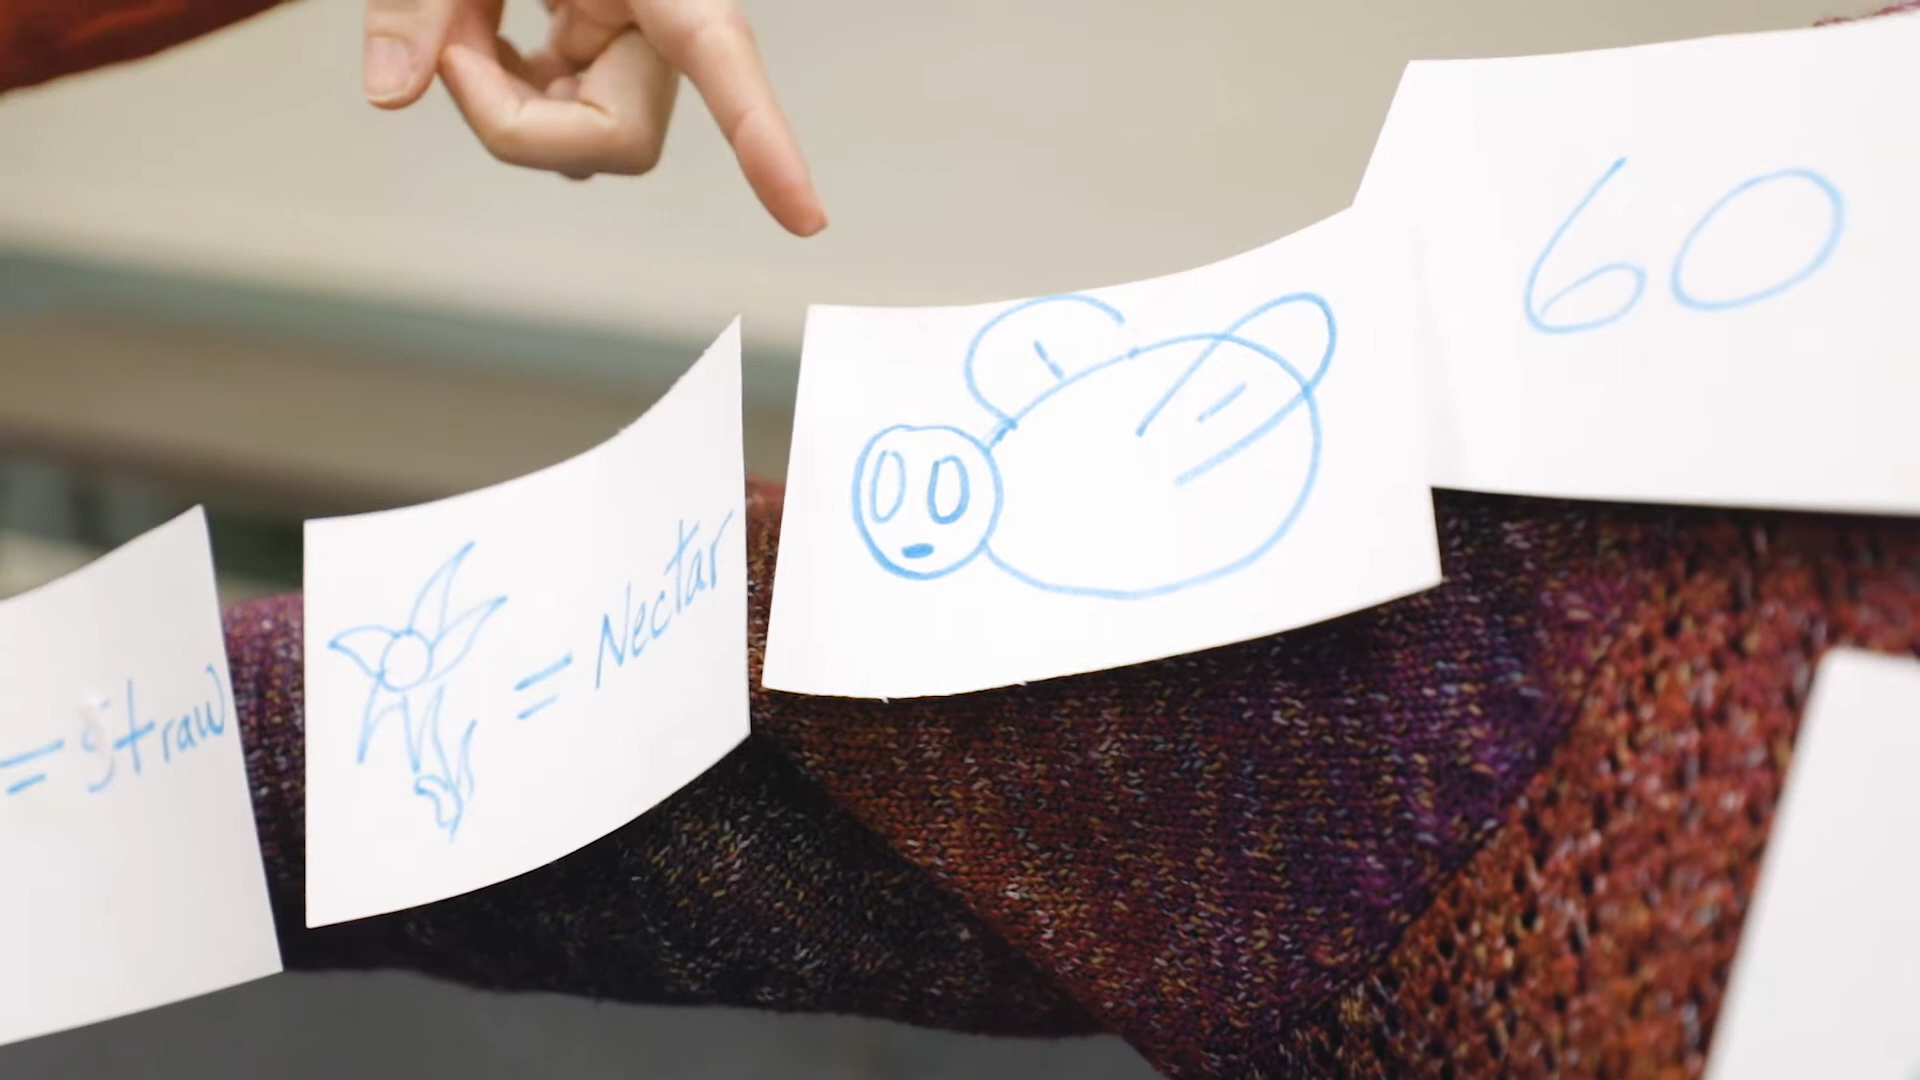 = Straw
= Nectar
60